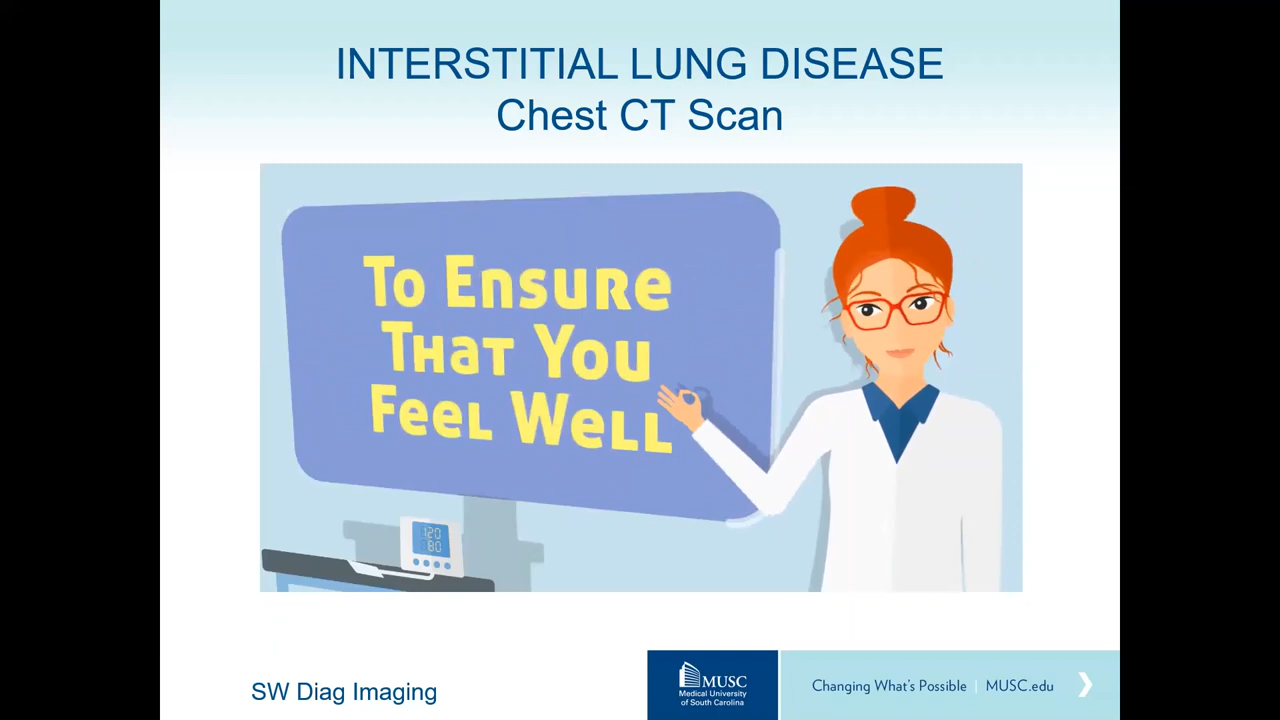 INTERSTITIAL LUNG DISEASE
Chest CT Scan
To Ensure
That You
Feel Well
120
80
SW Diag Imaging
MUSC
Medical University
of South Carolina
Changing What's Possible | MUSC.edu